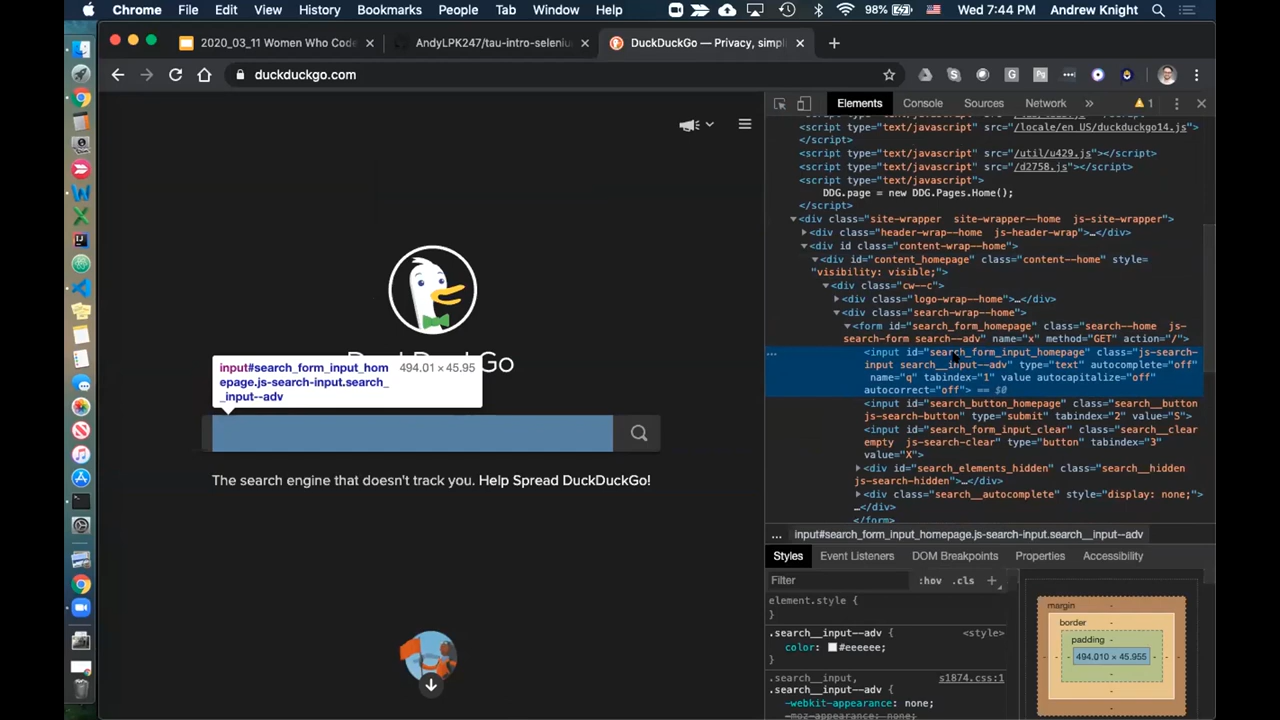 Chrome File Edit View History Bookmarks People Tab Window Help 98% Wed 7:44 PM Andrew Knight
2020_03_11 Women Who Code
AndyLPK247/tau-intro-seleniu
DuckDuckGo — Privacy, simpl
duckduckgo.com
Elements Console Sources Network » 1
<script type="text/javascript" src="/locale/en_US/duckduckgo14.js">
</script>
<script type="text/javascript" src="/util/u429.js"></script>
<script type="text/javascript" src="/d2758.js"></script>
<script type="text/javascript">
DDG.page = new DDG.Pages.Home();
</script>
<div class="site-wrapper site-wrapper--home js-site-wrapper">
<div class="header-wrap--home js-header-wrap">…</div>
<div id class="content-wrap--home">
<div id="content_homepage" class="content--home" style=
"visibility: visible;">
<div class="cw--c">
<div class="logo-wrap--home">…</div>
<div class="search-wrap--home">
<form id="search_form_homepage" class="search--home js-
search-form search--adv" name="x" method="GET" action="/">
<input id="search_form_input_homepage" class="js-search-
input search__input--adv" type="text" autocomplete="off"
name="q" tabindex="1" value autocapitalize="off"
autocorrect="off"> == $0
<input id="search_button_homepage" class="search__button
js-search-button" type="submit" tabindex="2" value="S">
<input id="search_form_input_clear" class="search__clear
empty js-search-clear" type="button" tabindex="3"
value="X">
<div id="search_elements_hidden" class="search__hidden
js-search-hidden">…</div>
<div class="search__autocomplete" style="display: none;">
…</div>
</form>
Go
input#search_form_input_hom 494.01 × 45.95
epage.js-search-input.search_
_input--adv
The search engine that doesn't track you. Help Spread DuckDuckGo!
... input#search_form_input_homepage.js-search-input.search__input--adv
Styles Event Listeners DOM Breakpoints Properties Accessibility
Filter :hov .cls +
element.style {
}
.search__input--adv { <style>
color: #eeeeee;
}
.search__input, s1874.css:1
.search__input--adv {
-webkit-appearance: none;
-moz-appearance: none;
margin -
border -
padding -
- - - 494.010 × 45.955 - - -
-
-
-